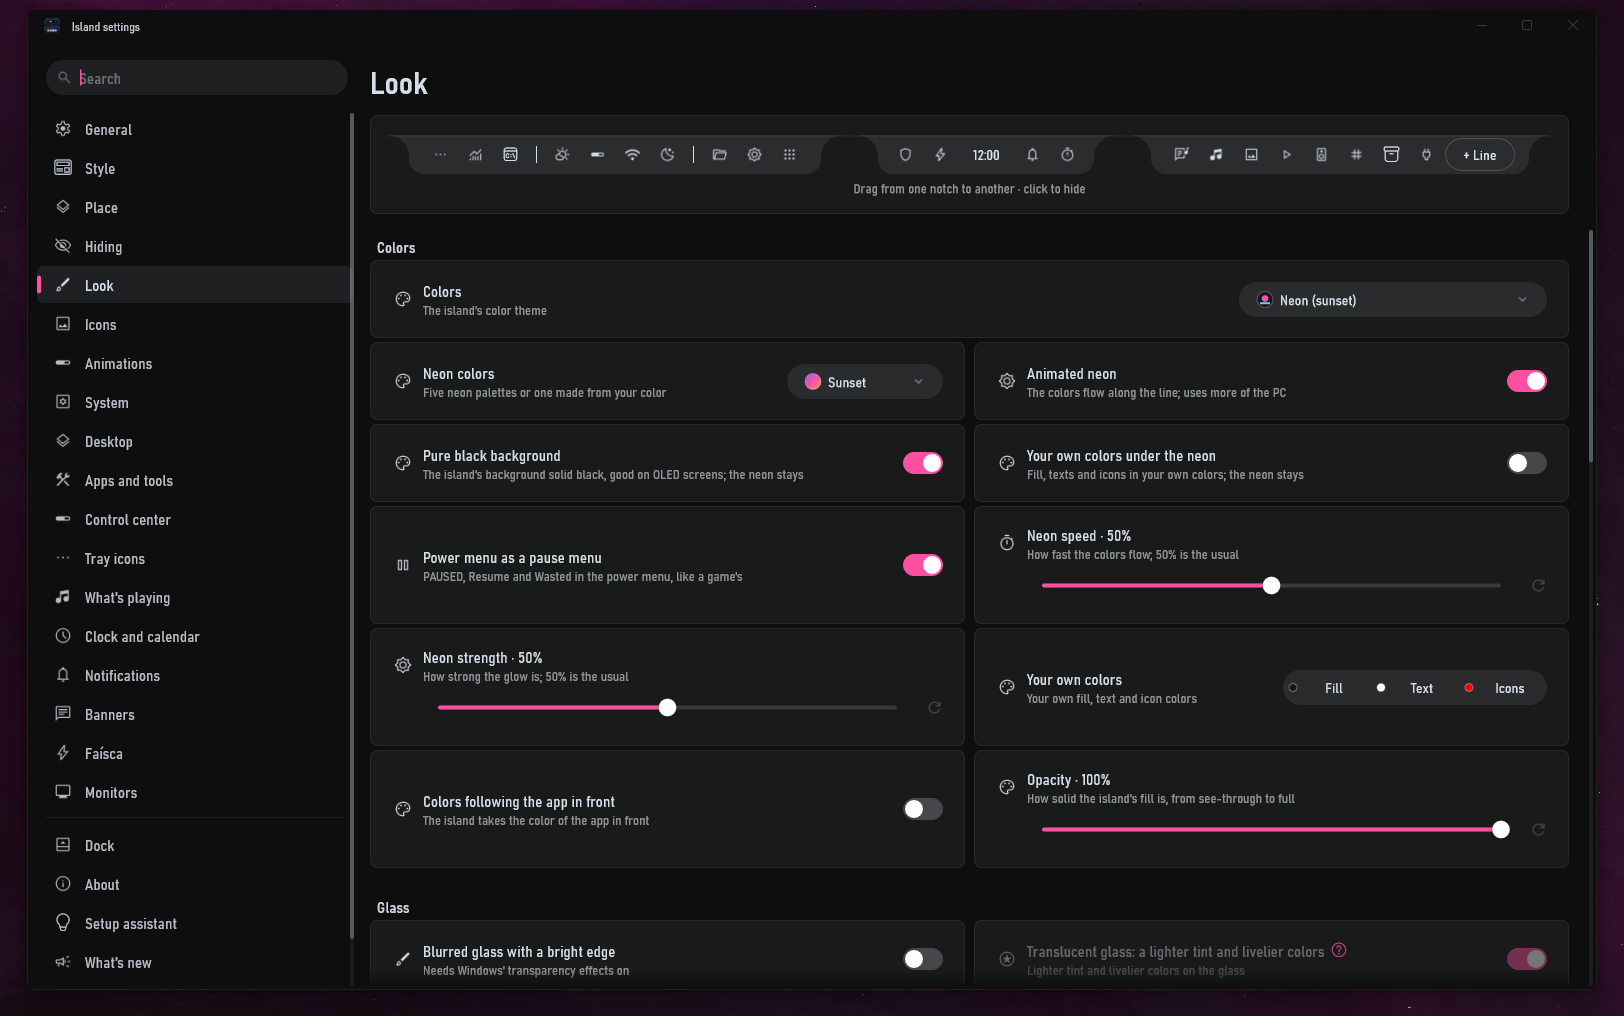 Island settings
Search
General
Style
Place
Hiding
Look
Icons
Animations
System
Desktop
Apps and tools
Control center
Tray icons
What's playing
Clock and calendar
Notifications
Banners
Faísca
Monitors
Dock
About
Setup assistant
What's new
Look
12:00
+ Line
Drag from one notch to another · click to hide
Colors
Colors
The island's color theme
Neon (sunset)
Neon colors
Five neon palettes or one made from your color
Sunset
Animated neon
The colors flow along the line; uses more of the PC
Pure black background
The island's background solid black, good on OLED screens; the neon stays
Your own colors under the neon
Fill, texts and icons in your own colors; the neon stays
Power menu as a pause menu
PAUSED, Resume and Wasted in the power menu, like a game's
Neon speed · 50%
How fast the colors flow; 50% is the usual
Neon strength · 50%
How strong the glow is; 50% is the usual
Your own colors
Your own fill, text and icon colors
Fill
Text
Icons
Colors following the app in front
The island takes the color of the app in front
Opacity · 100%
How solid the island's fill is, from see-through to full
Glass
Blurred glass with a bright edge
Needs Windows' transparency effects on
Translucent glass: a lighter tint and livelier colors ?
Lighter tint and livelier colors on the glass